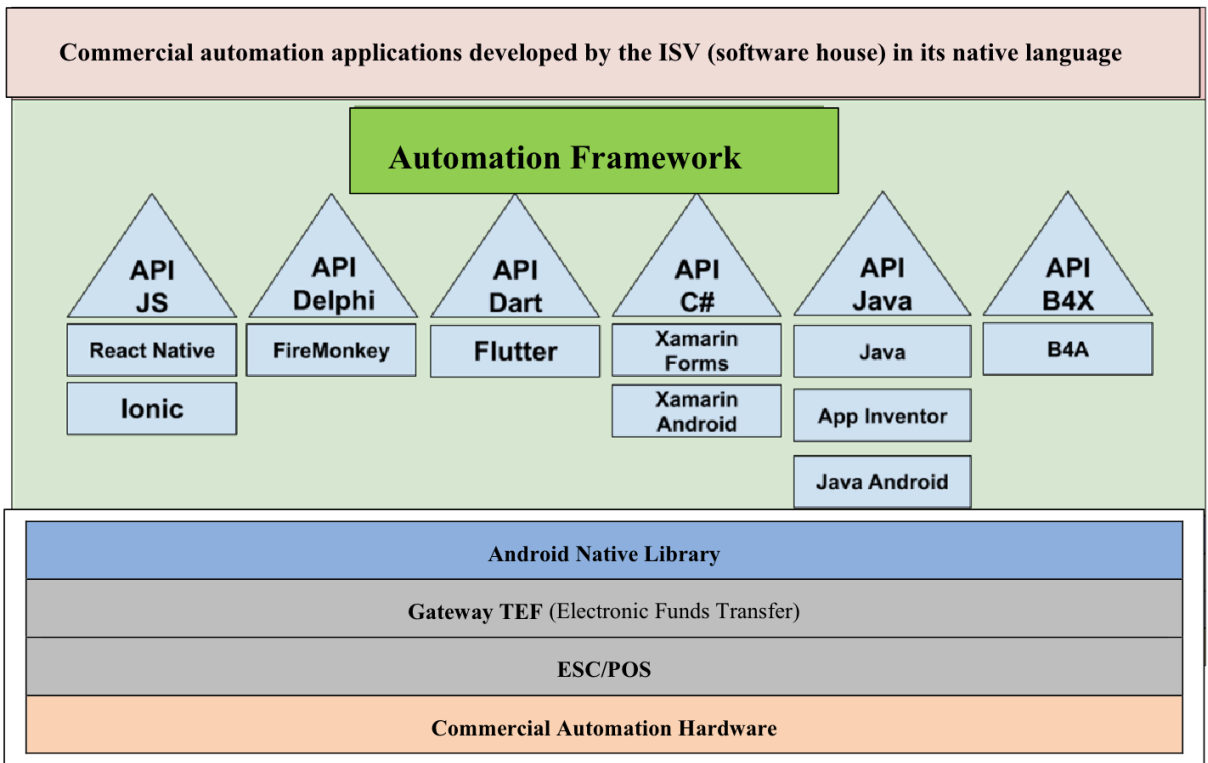 Commercial automation applications developed by the ISV (software house) in its native language
Automation Framework
API
JS
React Native
Ionic
API
Delphi
FireMonkey
API
Dart
Flutter
API
C#
Xamarin
Forms
Xamarin
Android
API
Java
Java
App Inventor
Java Android
API
B4X
B4A
Android Native Library
Gateway TEF (Electronic Funds Transfer)
ESC/POS
Commercial Automation Hardware